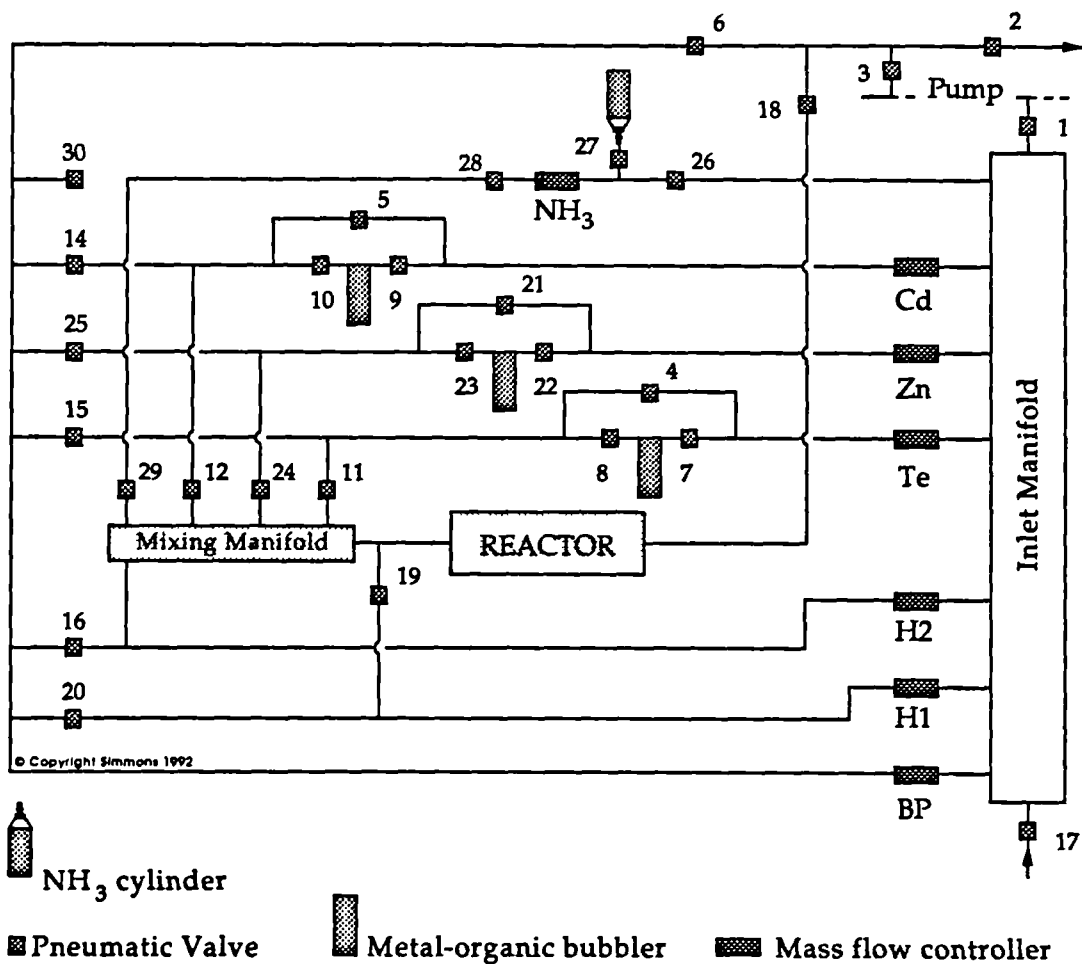 6
2
3
Pump
18
1
27
30
28
26
NH3
5
14
10
9
Cd
21
25
23
22
Zn
4
15
8
7
Te
29
12
24
11
Mixing Manifold
REACTOR
Inlet Manifold
19
16
H2
20
H1
© Copyright Simmons 1992
BP
17
NH3 cylinder
Pneumatic Valve
Metal-organic bubbler
Mass flow controller